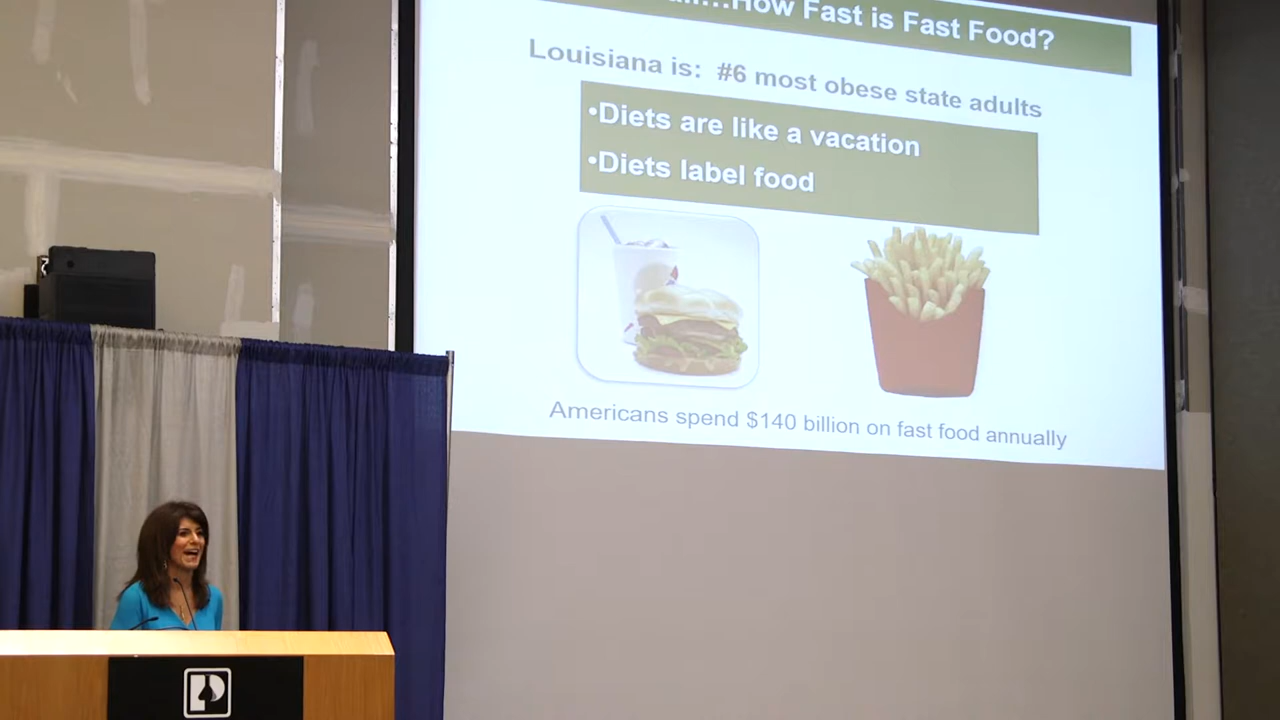 How Fast is Fast Food?
Louisiana is: #6 most obese state adults
•Diets are like a vacation
•Diets label food
Americans spend $140 billion on fast food annually
P